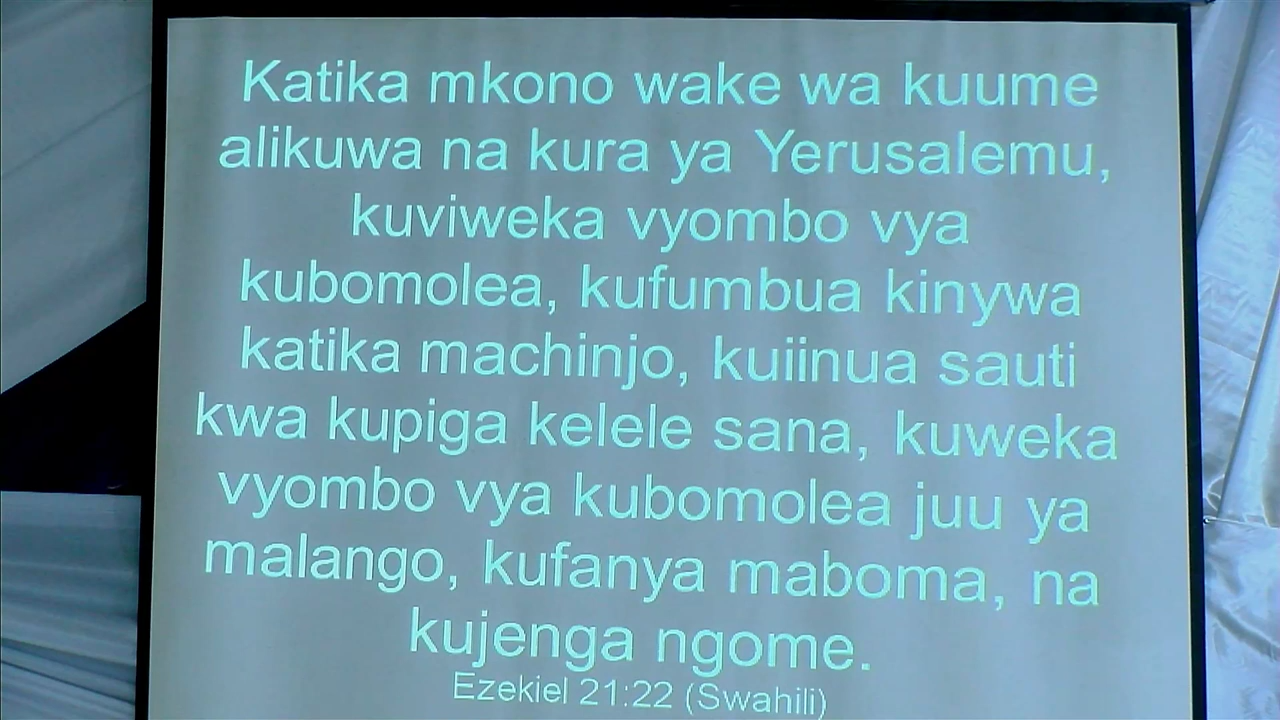 Katika mkono wake wa kuume
alikuwa na kura ya Yerusalemu,
kuviweka vyombo vya
kubomolea, kufumbua kinywa
katika machinjo, kuiinua sauti
kwa kupiga kelele sana, kuweka
vyombo vya kubomolea juu ya
malango, kufanya maboma, na
kujenga ngome.
Ezekiel 21:22 (Swahili)